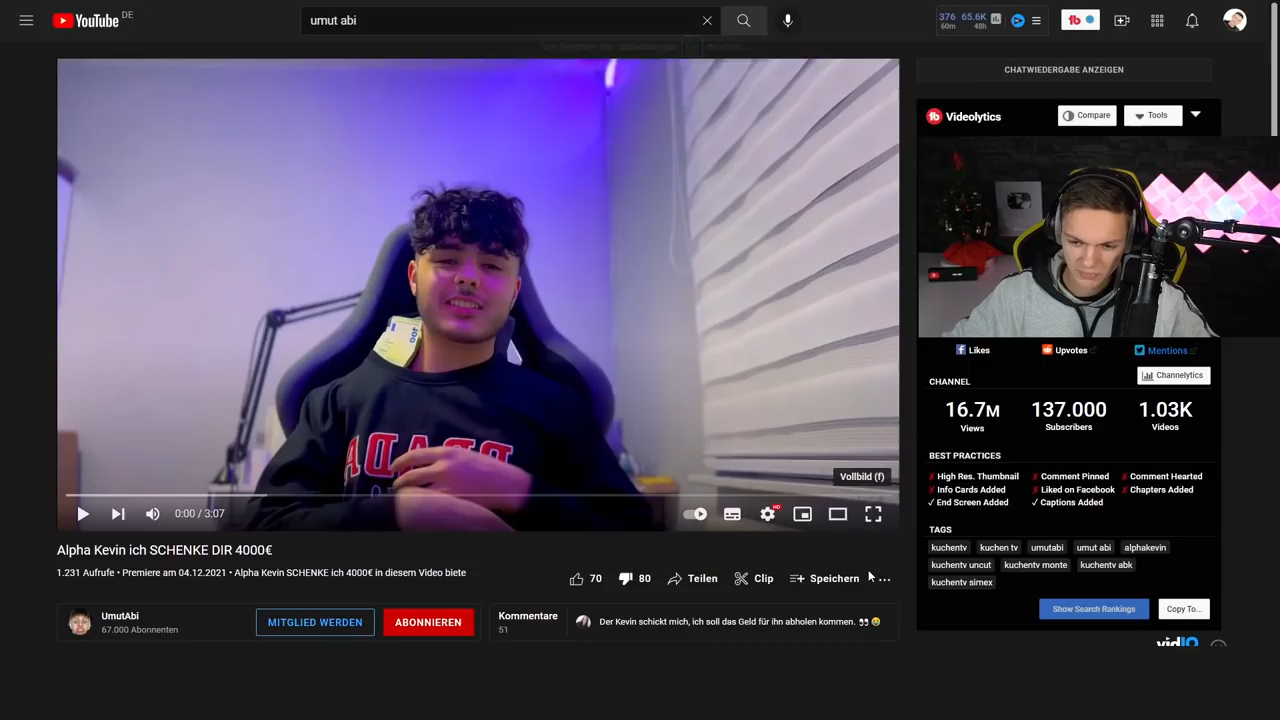 YouTube DE
umut abi
376 65.6K
60m 48h
CHATWIEDERGABE ANZEIGEN
Videolytics
Compare
Tools
Vollbild (f)
0:00 / 3:07
HD
Alpha Kevin ich SCHENKE DIR 4000€
1.231 Aufrufe • Premiere am 04.12.2021 • Alpha Kevin SCHENKE ich 4000€ in diesem Video biete
70
80
Teilen
Clip
Speichern
UmutAbi
67.000 Abonnenten
MITGLIED WERDEN
ABONNIEREN
Kommentare
51
Der Kevin schickt mich, ich soll das Geld für ihn abholen kommen. 👀😅
Likes
Upvotes
Mentions
CHANNEL
Channelytics
16.7M 137.000 1.03K
Views Subscribers Videos
BEST PRACTICES
✗ High Res. Thumbnail ✗ Comment Pinned ✗ Comment Hearted
✗ Info Cards Added ✗ Liked on Facebook ✗ Chapters Added
✓ End Screen Added ✓ Captions Added
TAGS
kuchentv kuchen tv umutabi umut abi alphakevin
kuchentv uncut kuchentv monte kuchentv abk
kuchentv simex
Show Search Rankings
Copy To...
vidIQ